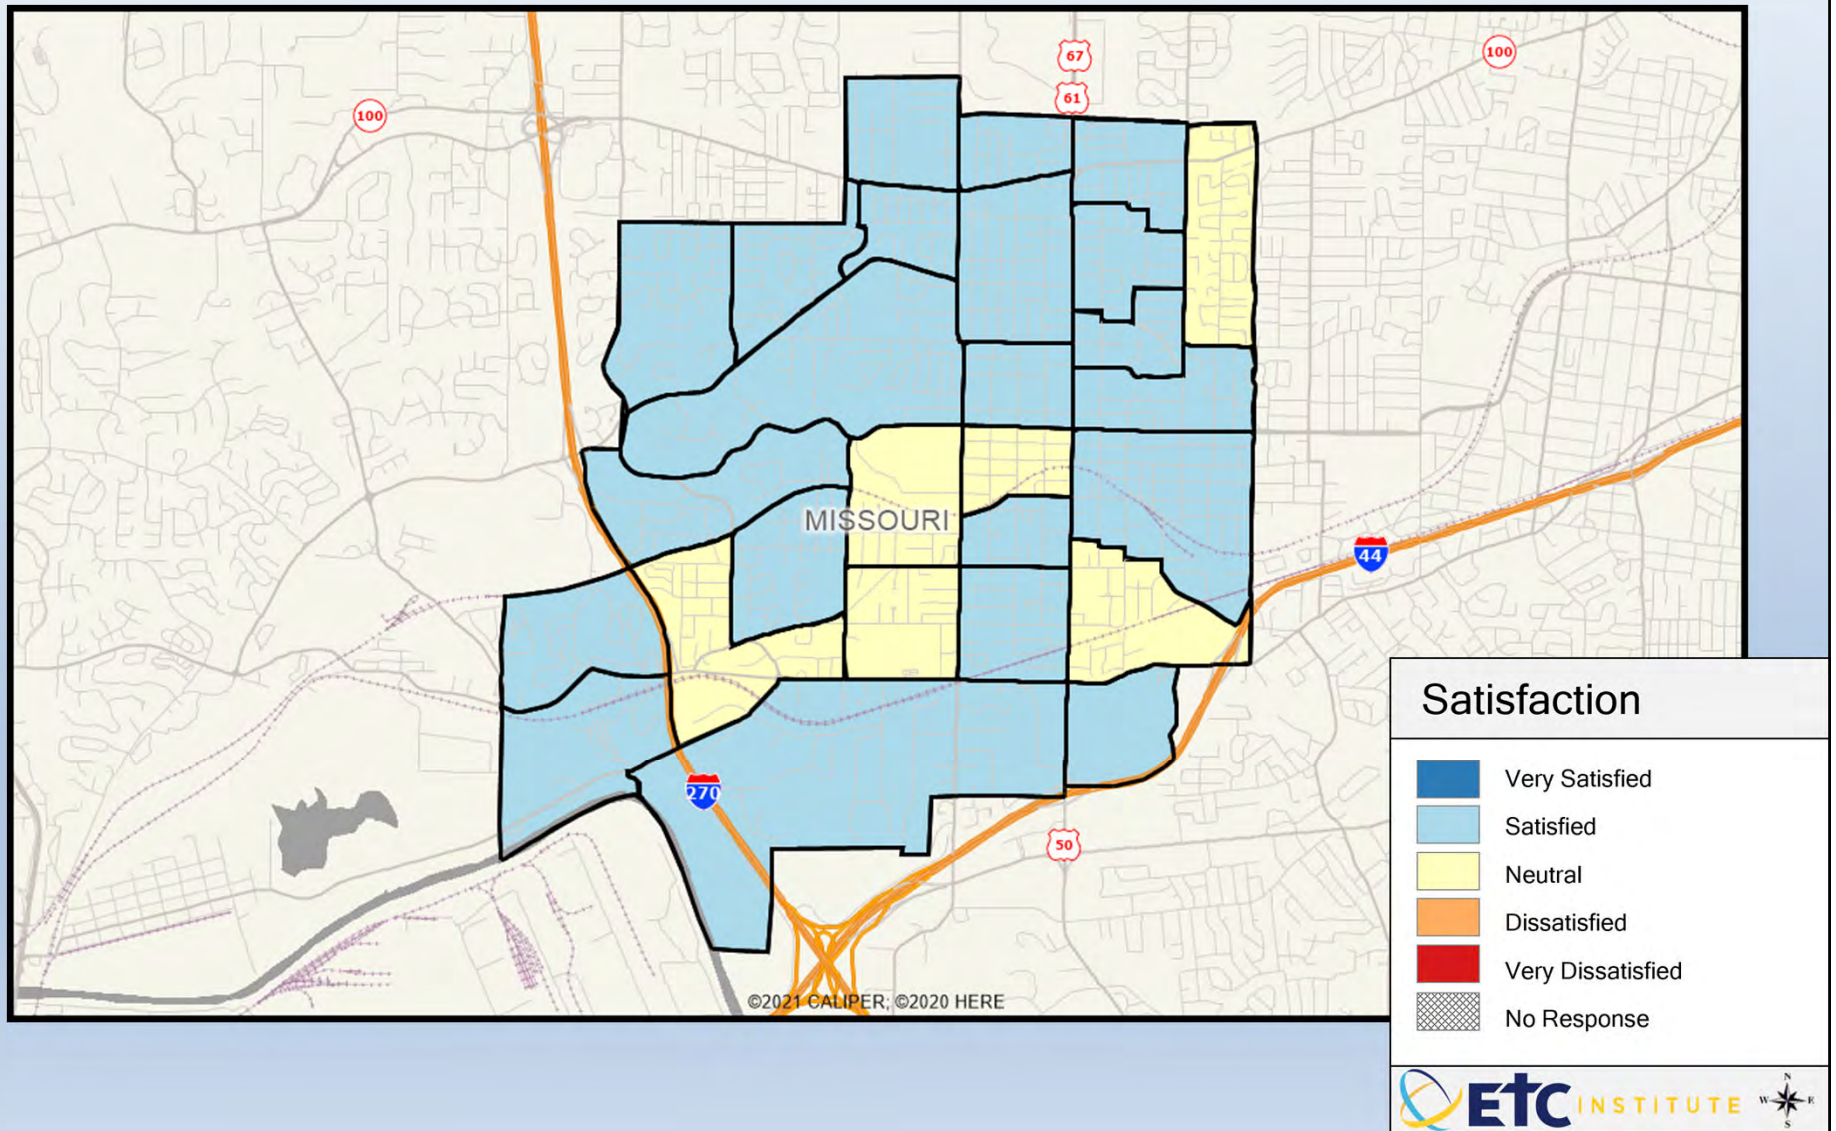 67
100
61
100
MISSOURI
44
270
50
©2021 CALIPER; ©2020 HERE
Satisfaction
Very Satisfied
Satisfied
Neutral
Dissatisfied
Very Dissatisfied
No Response
ETC INSTITUTE
N
W E
S